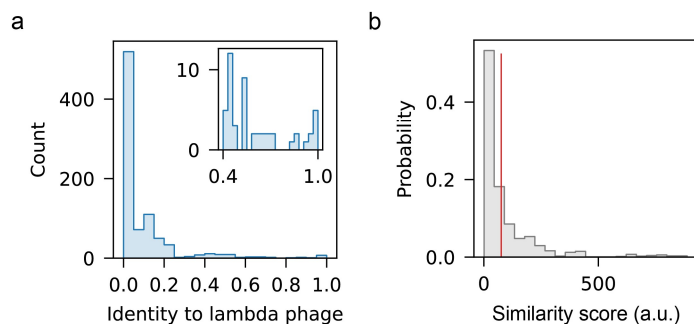 a
Count
400
200
0
0.0 0.2 0.4 0.6 0.8 1.0
Identity to lambda phage
10
0
0.4 1.0
b
Probability
0.4
0.2
0.0
0 500
Similarity score (a.u.)